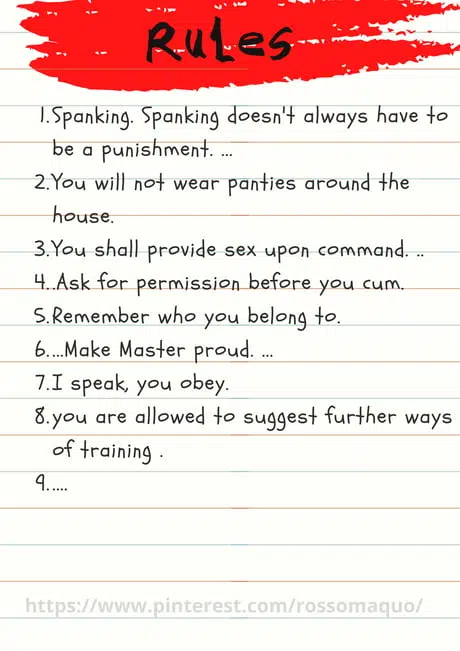 Rules
1.Spanking. Spanking doesn't always have to
be a punishment. ...
2.You will not wear panties around the
house.
3.You shall provide sex upon command. ..
4..Ask for permission before you cum.
5.Remember who you belong to.
6....Make Master proud. ...
7.I speak, you obey.
8.you are allowed to suggest further ways
of training .
9.....
https://www.pinterest.com/rossomaquo/